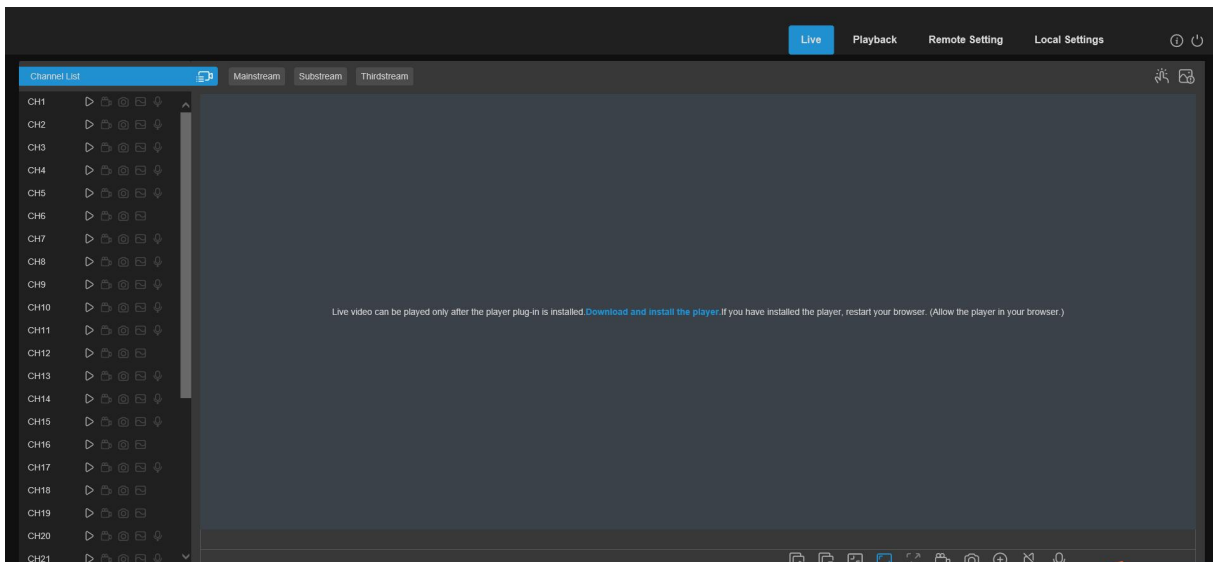 Live Playback Remote Setting Local Settings
Channel List Mainstream Substream Thirdstream
CH1
CH2
CH3
CH4
CH5
CH6
CH7
CH8
CH9
CH10
Live video can be played only after the player plug-in is installed.Download and install the player.If you have installed the player, restart your browser. (Allow the player in your browser.)
CH11
CH12
CH13
CH14
CH15
CH16
CH17
CH18
CH19
CH20
CH21